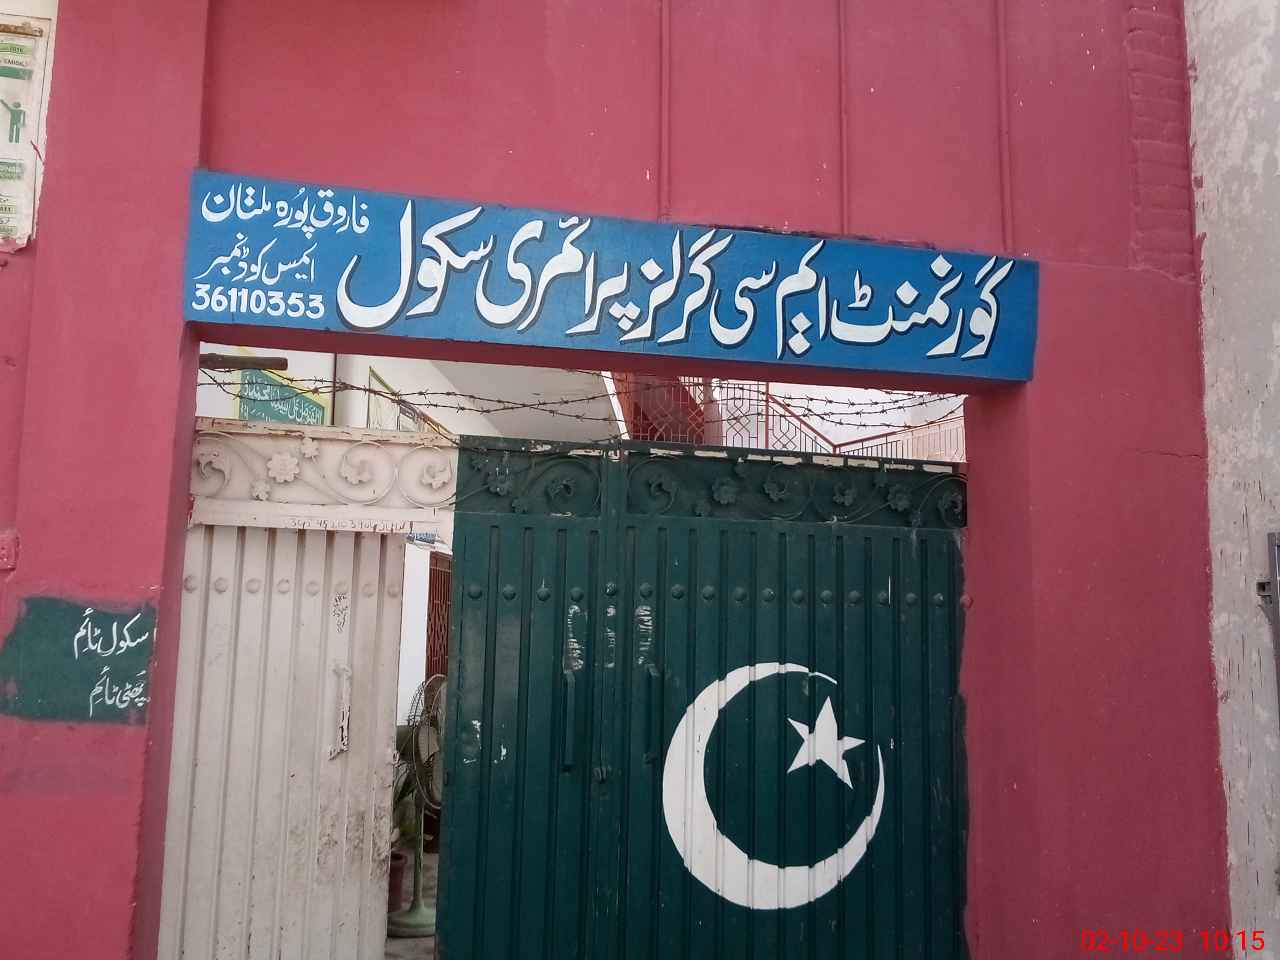 گورنمنٹ ایم سی گرلز پرائمری سکول
فاروق پورہ ملتان
ایمس کوڈ نمبر
36110353
سکول ٹائم
چھٹی ٹائم
02-10-23 10:15